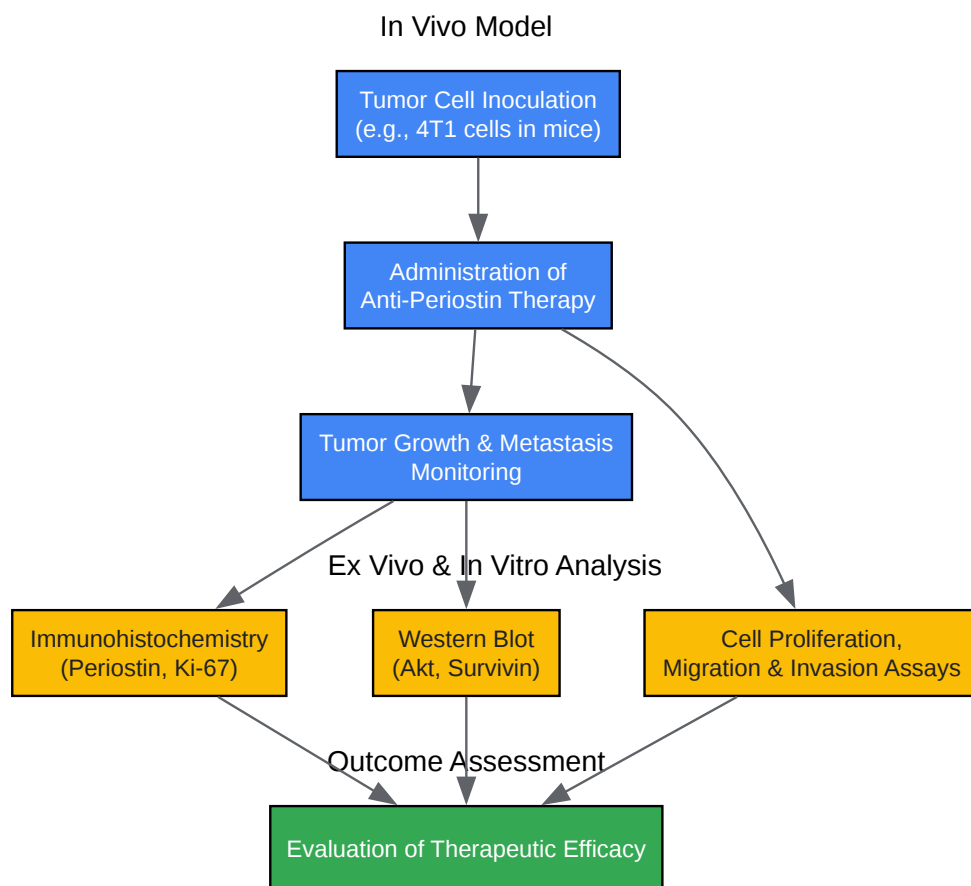 In Vivo Model
Tumor Cell Inoculation
(e.g., 4T1 cells in mice)
Administration of
Anti-Periostin Therapy
Tumor Growth & Metastasis
Monitoring
Ex Vivo & In Vitro Analysis
Immunohistochemistry
(Periostin, Ki-67)
Western Blot
(Akt, Survivin)
Cell Proliferation,
Migration & Invasion Assays
Outcome Assessment
Evaluation of Therapeutic Efficacy